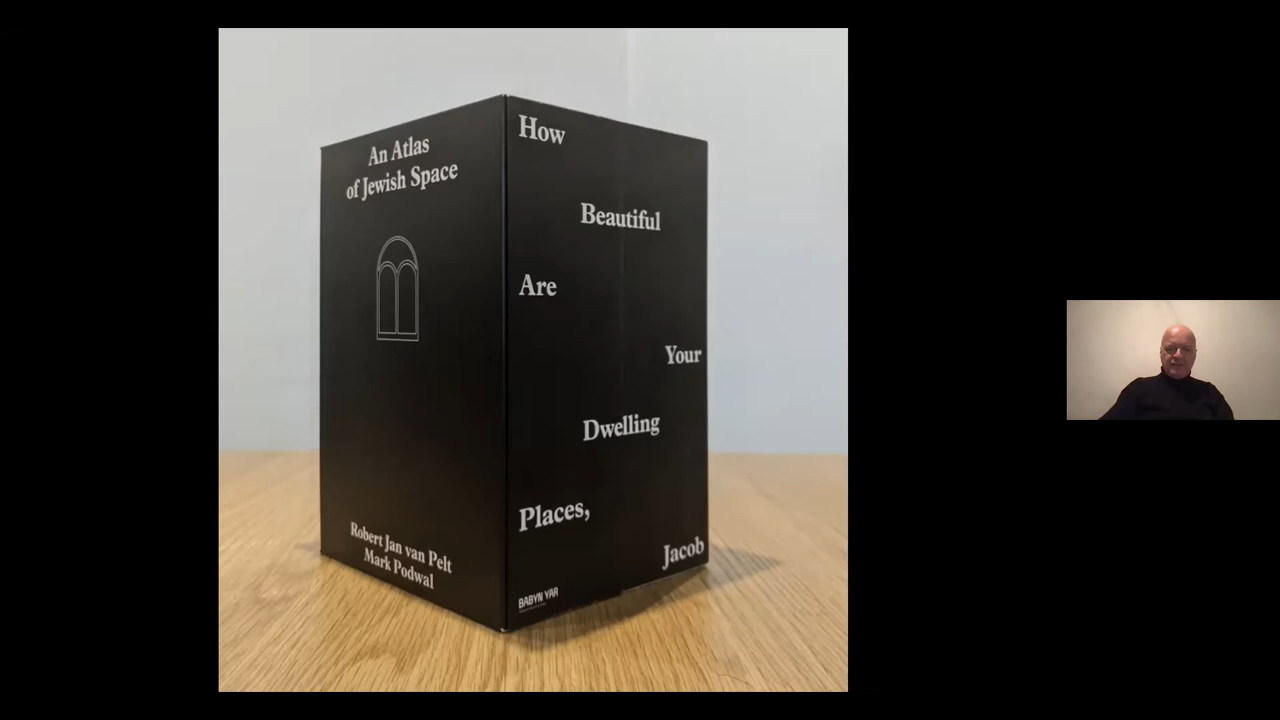 An Atlas
of Jewish Space
Robert Jan van Pelt
Mark Podwal
How
Beautiful
Are
Your
Dwelling
Places,
Jacob
BABYN YAR